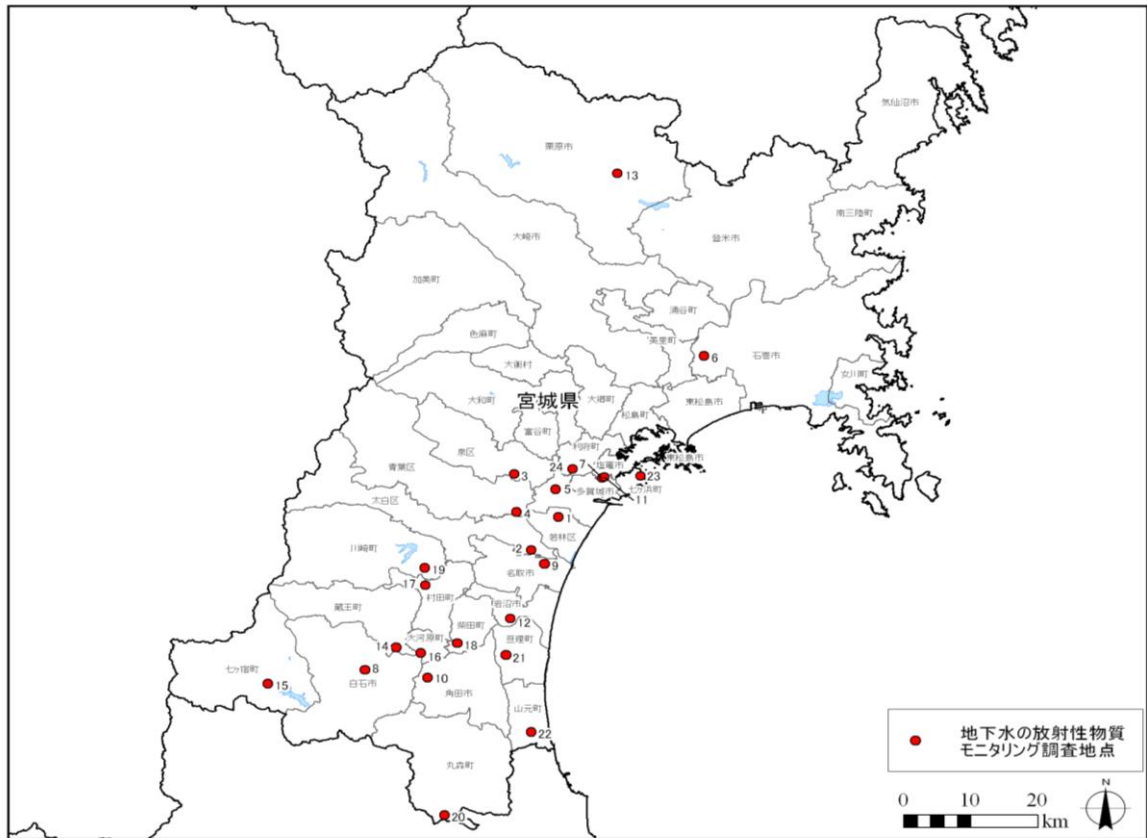 気仙沼市
栗原市
13
南三陸町
登米市
大崎市
加美町
涌谷町
色麻町
美里町
石巻市
6
大衡村
女川町
宮城県
大和町
大郷町
東松島市
松島町
富谷町
利府町
泉区
24
7
塩竈市
東松島市
青葉区
3
23
5
多賀城市
七ヶ浜町
太白区
11
4
1
若林区
川崎町
2
19
9
名取市
17
村田町
岩沼市
蔵王町
12
柴田町
大河原町
亘理町
14
18
16
21
七ヶ宿町
8
白石市
10
15
角田市
山元町
22
丸森町
20
地下水の放射性物質
モニタリング調査地点
N
0 10 20
km